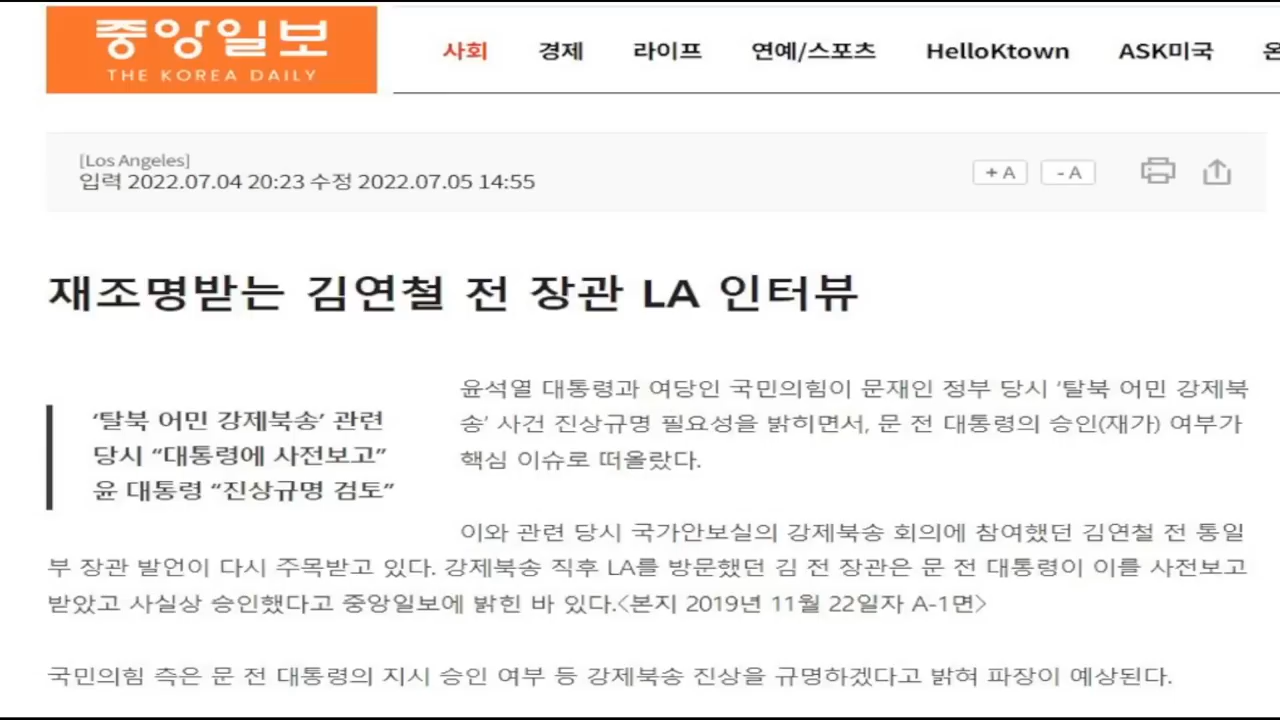 중앙일보
THE KOREA DAILY
사회 경제 라이프 연예/스포츠 HelloKtown ASK미국 온
[Los Angeles]
입력 2022.07.04 20:23 수정 2022.07.05 14:55
+ A - A
재조명받는 김연철 전 장관 LA 인터뷰
‘탈북 어민 강제북송’ 관련
당시 “대통령에 사전보고”
윤 대통령 “진상규명 검토”
윤석열 대통령과 여당인 국민의힘이 문재인 정부 당시 ‘탈북 어민 강제북
송’ 사건 진상규명 필요성을 밝히면서, 문 전 대통령의 승인(재가) 여부가
핵심 이슈로 떠올랐다.
이와 관련 당시 국가안보실의 강제북송 회의에 참여했던 김연철 전 통일
부 장관 발언이 다시 주목받고 있다. 강제북송 직후 LA를 방문했던 김 전 장관은 문 전 대통령이 이를 사전보고
받았고 사실상 승인했다고 중앙일보에 밝힌 바 있다.<본지 2019년 11월 22일자 A-1면>
국민의힘 측은 문 전 대통령의 지시 승인 여부 등 강제북송 진상을 규명하겠다고 밝혀 파장이 예상된다.